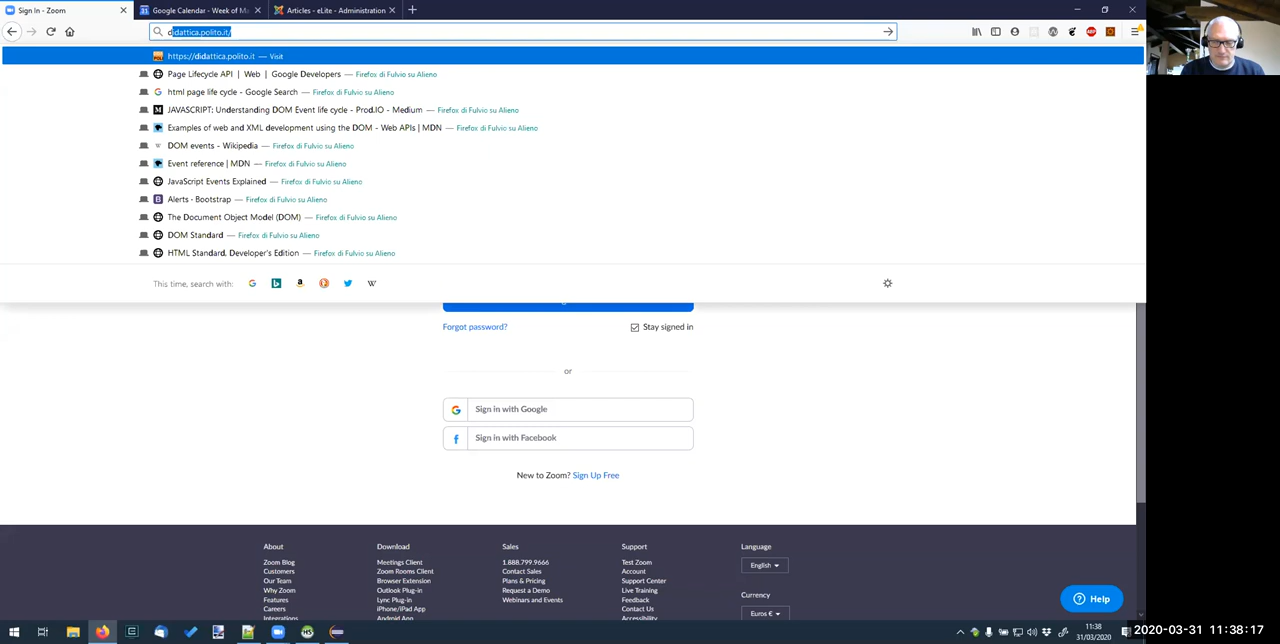 Sign In - Zoom
Google Calendar - Week of M
Articles - eLite - Administration
didattica.polito.it/
https://didattica.polito.it — Visit
Page Lifecycle API | Web | Google Developers — Firefox di Fulvio su Alieno
html page life cycle - Google Search — Firefox di Fulvio su Alieno
JAVASCRIPT: Understanding DOM Event life cycle - Prod.IO - Medium — Firefox di Fulvio su Alieno
Examples of web and XML development using the DOM - Web APIs | MDN — Firefox di Fulvio su Alieno
DOM events - Wikipedia — Firefox di Fulvio su Alieno
Event reference | MDN — Firefox di Fulvio su Alieno
JavaScript Events Explained — Firefox di Fulvio su Alieno
Alerts · Bootstrap — Firefox di Fulvio su Alieno
The Document Object Model (DOM) — Firefox di Fulvio su Alieno
DOM Standard — Firefox di Fulvio su Alieno
HTML Standard, Developer's Edition — Firefox di Fulvio su Alieno
This time, search with:
Forgot password?
Stay signed in
or
Sign in with Google
Sign in with Facebook
New to Zoom? Sign Up Free
About
Zoom Blog
Customers
Our Team
Why Zoom
Features
Careers
Integrations
Download
Meetings Client
Zoom Rooms Client
Browser Extension
Outlook Plug-in
Lync Plug-in
iPhone/iPad App
Android App
Sales
1.888.799.9666
Contact Sales
Plans & Pricing
Request a Demo
Webinars and Events
Support
Test Zoom
Account
Support Center
Live Training
Feedback
Contact Us
Accessibility
Language
English
Currency
Euros €
Help
11:38
31/03/2020
2020-03-31 11:38:17